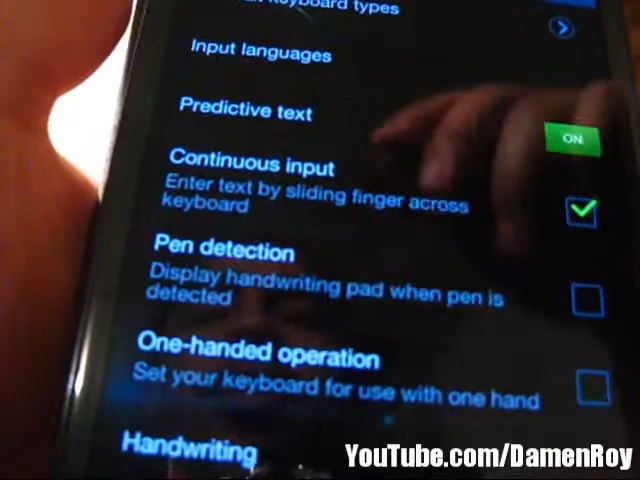 keyboard types
Input languages
Predictive text
ON
Continuous input
Enter text by sliding finger across
keyboard
Pen detection
Display handwriting pad when pen is
detected
One-handed operation
Set your keyboard for use with one hand
Handwriting
YouTube.com/DamenRoy